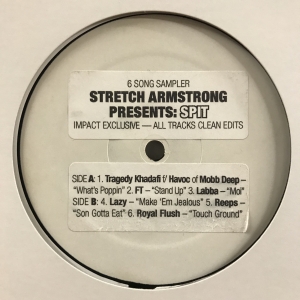 6 SONG SAMPLER
STRETCH ARMSTRONG
PRESENTS: SPIT
IMPACT EXCLUSIVE — ALL TRACKS CLEAN EDITS
SIDE A: 1. Tragedy Khadafi f/ Havoc of Mobb Deep –
“What's Poppin” 2. FT – “Stand Up” 3. Labba – “Moi”
SIDE B: 4. Lazy – “Make ’Em Jealous” 5. Reeps –
“Son Gotta Eat” 6. Royal Flush – “Touch Ground”